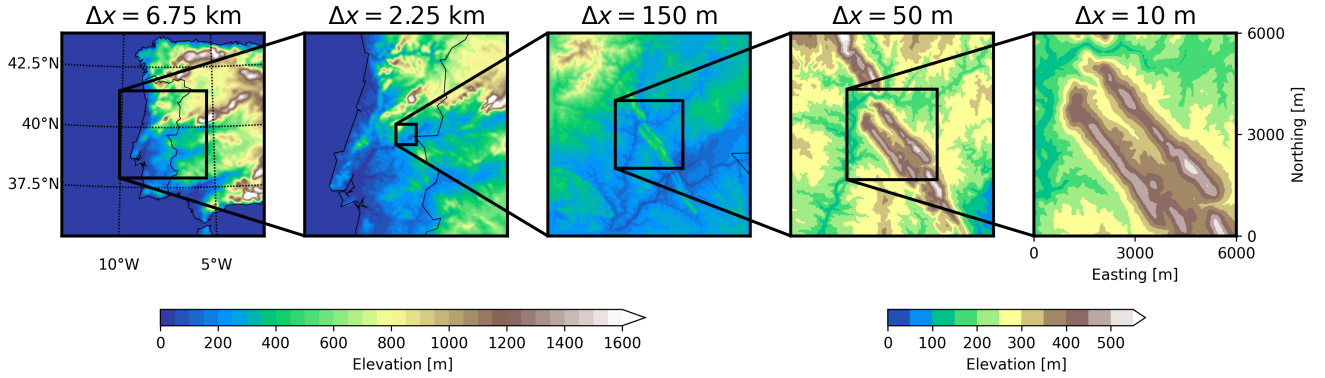 Δx = 6.75 km
Δx = 2.25 km
Δx = 150 m
Δx = 50 m
Δx = 10 m
42.5°N
40°N
37.5°N
10°W 5°W
6000
3000
0
Northing [m]
0 3000 6000
Easting [m]
0 200 400 600 800 1000 1200 1400 1600
Elevation [m]
0 100 200 300 400 500
Elevation [m]